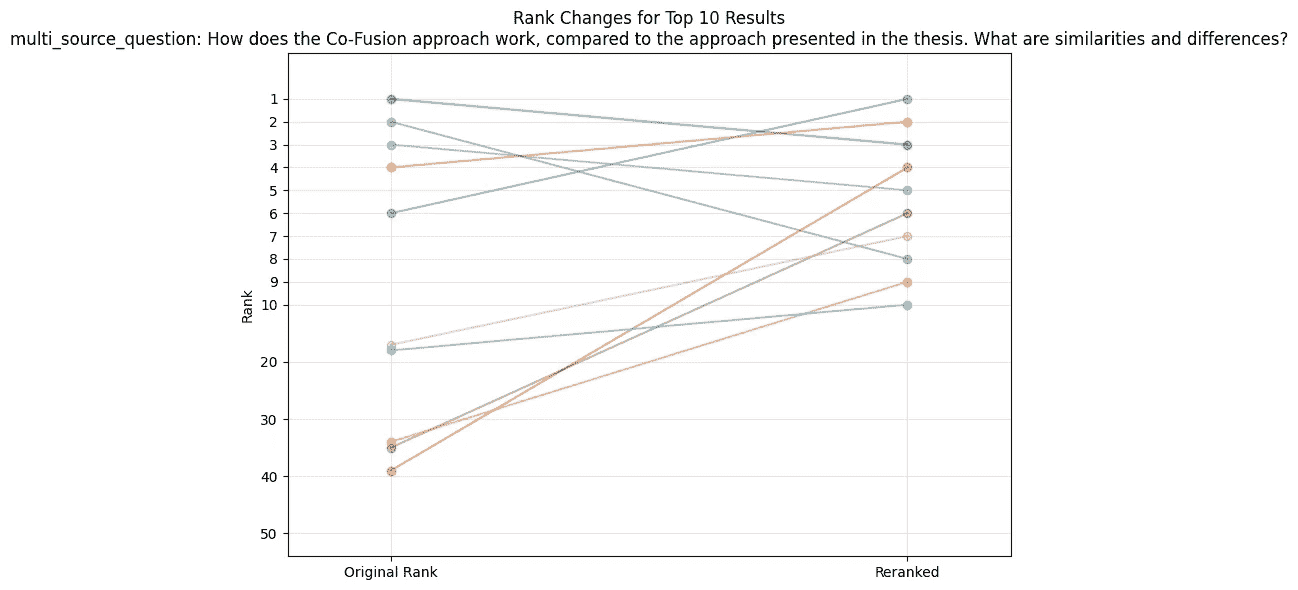 Rank Changes for Top 10 Results
multi_source_question: How does the Co-Fusion approach work, compared to the approach presented in the thesis. What are similarities and differences?
1
2
3
4
5
6
7
8
9
10
20
30
40
50
Rank
Original Rank
Reranked